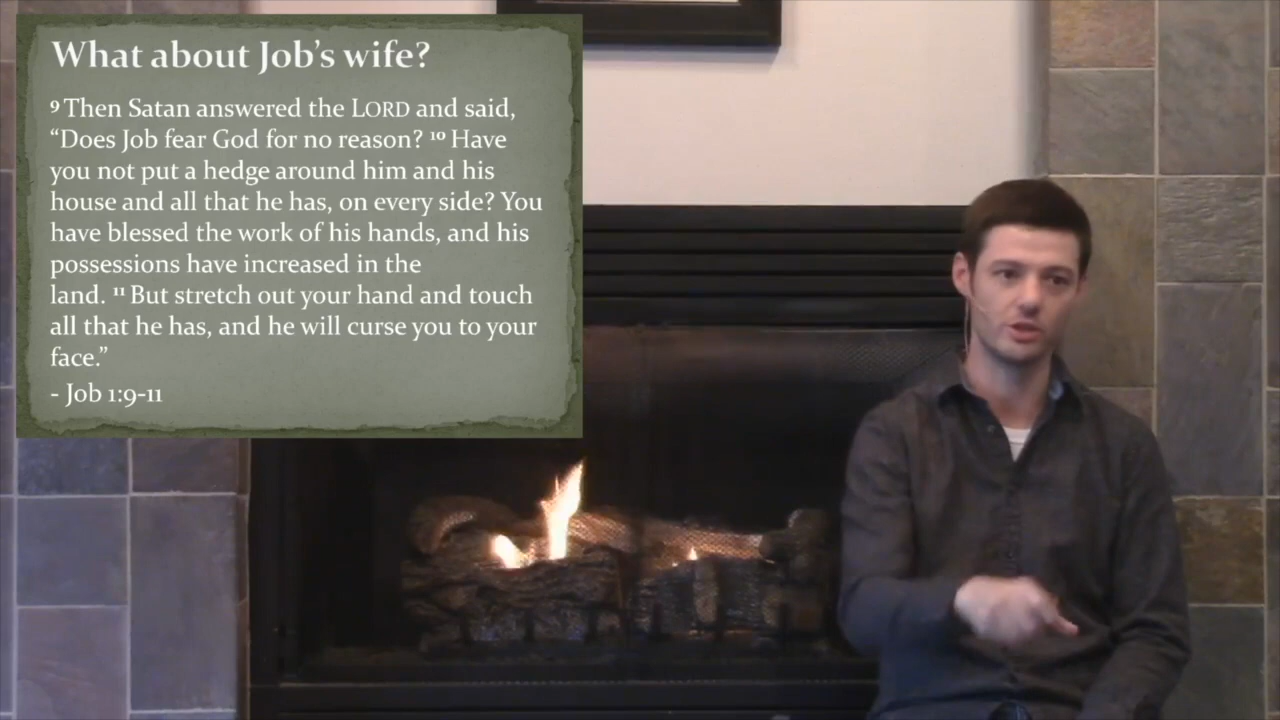 What about Job's wife?
⁹ Then Satan answered the LORD and said,
“Does Job fear God for no reason? ¹⁰ Have
you not put a hedge around him and his
house and all that he has, on every side? You
have blessed the work of his hands, and his
possessions have increased in the
land. ¹¹ But stretch out your hand and touch
all that he has, and he will curse you to your
face.”
- Job 1:9-11